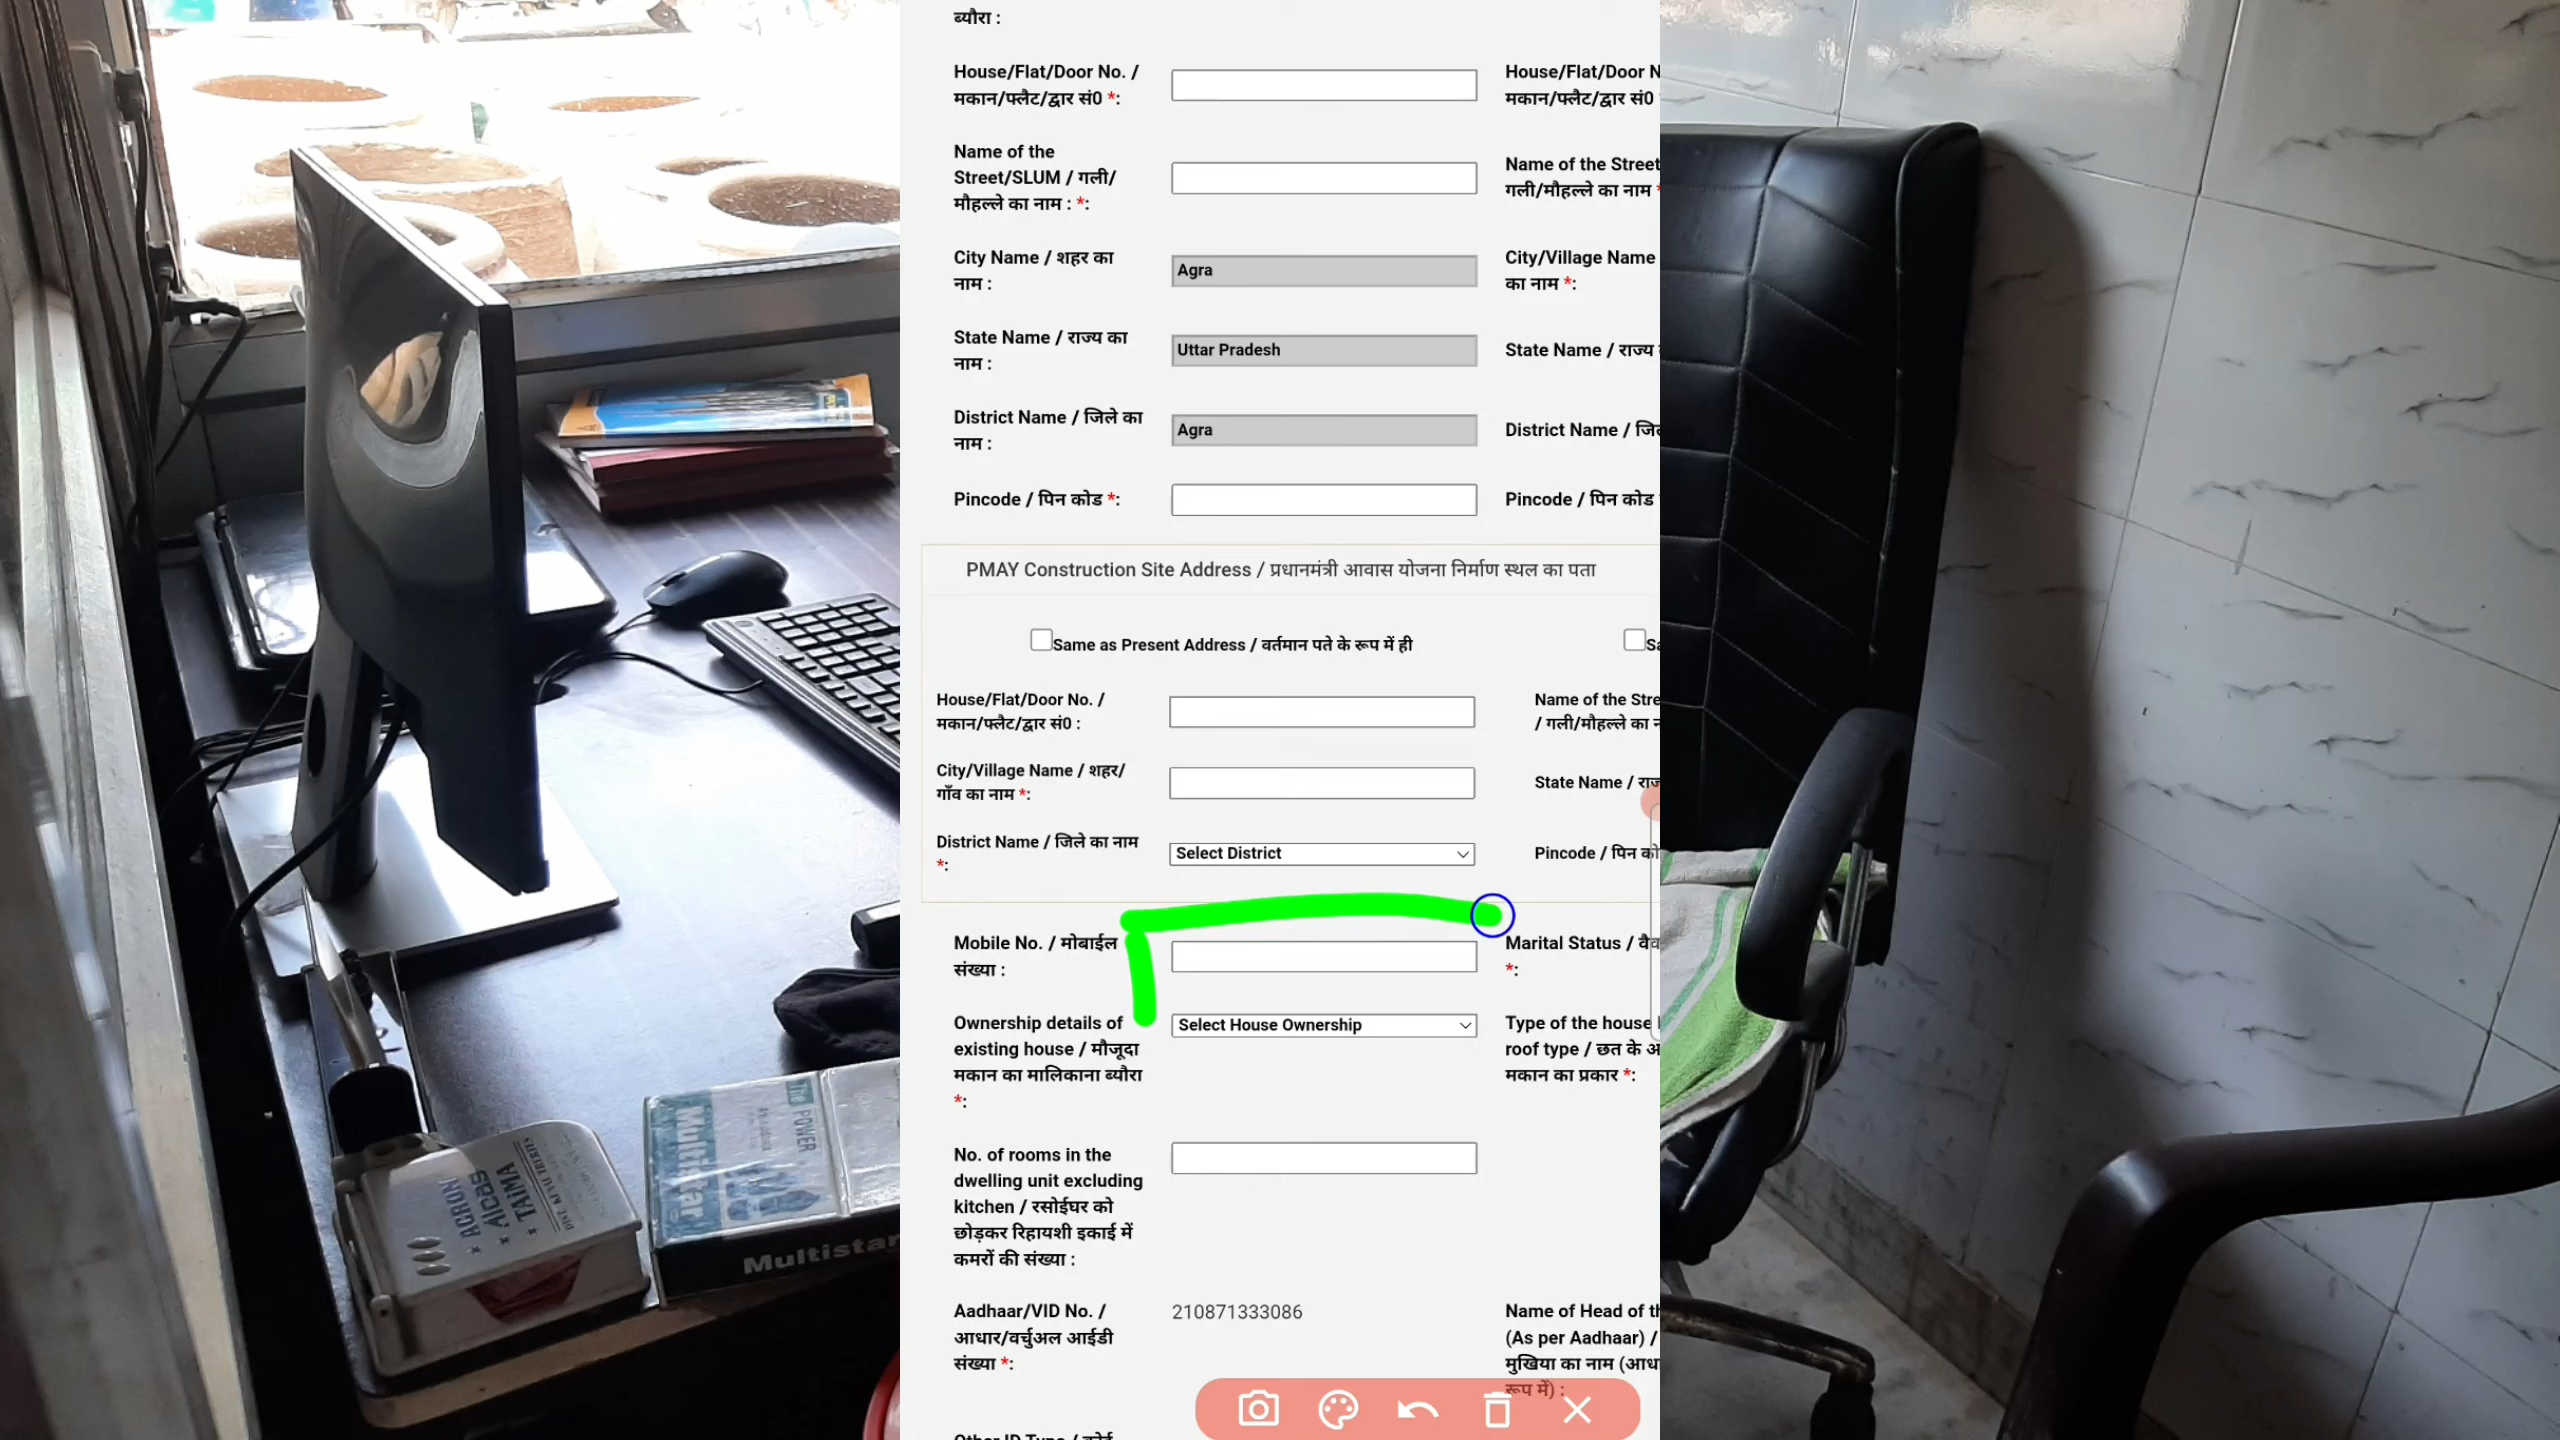 ब्यौरा :
House/Flat/Door No. /
मकान/फ्लैट/द्वार सं0 *:
House/Flat/Door N
मकान/फ्लैट/द्वार सं0
Name of the
Street/SLUM / गली/
मौहल्ले का नाम : *:
Name of the Street
गली/मौहल्ले का नाम *
City Name / शहर का
नाम :
Agra
City/Village Name
का नाम *:
State Name / राज्य का
नाम :
Uttar Pradesh
State Name / राज्य
District Name / जिले का
नाम :
Agra
District Name /
Pincode / पिन कोड *:
Pincode / पिन कोड
PMAY Construction Site Address / प्रधानमंत्री आवास योजना निर्माण स्थल का पता
Same as Present Address / वर्तमान पते के रूप में ही
Sa
House/Flat/Door No. /
मकान/फ्लैट/द्वार सं0 :
Name of the Stre
/ गली/मौहल्ले का
City/Village Name / शहर/
गाँव का नाम *:
State Name /
District Name / जिले का नाम
*:
Select District
Pincode / पिन
Mobile No. / मोबाईल
संख्या :
Marital Status /
*:
Ownership details of
existing house / मौजूदा
मकान का मालिकाना ब्यौरा
*:
Select House Ownership
Type of the house
roof type / छत के
मकान का प्रकार *:
No. of rooms in the
dwelling unit excluding
kitchen / रसोईघर को
छोड़कर रिहायशी इकाई में
कमरों की संख्या :
Aadhaar/VID No. /
आधार/वर्चुअल आईडी
संख्या *:
210871333086
Name of Head of th
(As per Aadhaar) /
मुखिया का नाम (आधा
रूप में) :
ACRON
★ Alcas
★ TAIMA
The POWER
Multistar
Multistar